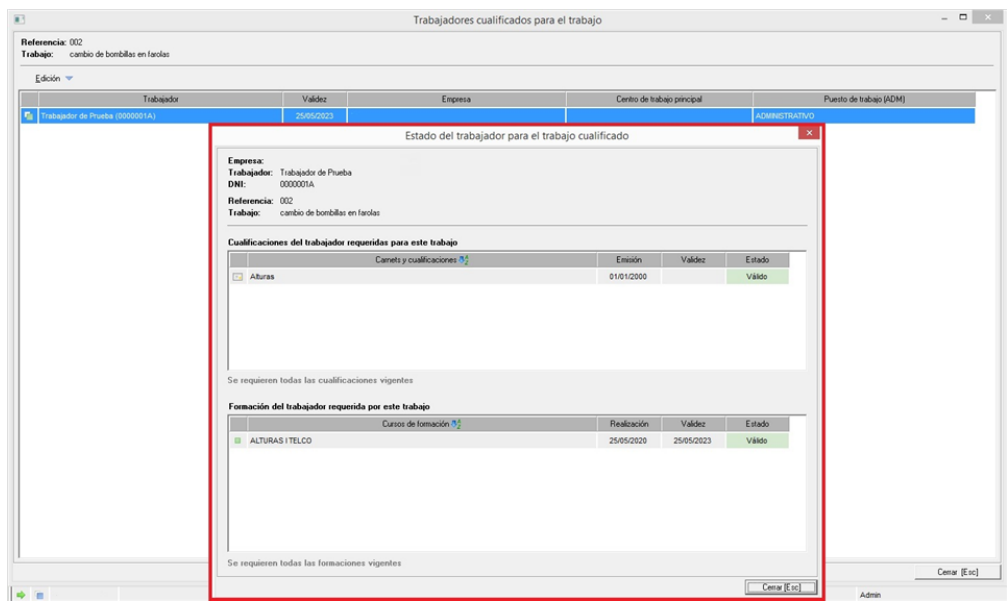 Trabajadores cualificados para el trabajo
Referencia: 002
Trabajo: cambio de bombillas en farolas
Edición
Trabajador Validez Empresa Centro de trabajo principal Puesto de trabajo (ADM)
Trabajador de Prueba (0000001A) 25/05/2023 ADMINISTRATIVO
Estado del trabajador para el trabajo cualificado
Empresa:
Trabajador: Trabajador de Prueba
DNI: 0000001A
Referencia: 002
Trabajo: cambio de bombillas en farolas
Cualificaciones del trabajador requeridas para este trabajo
Carnets y cualificaciones Emisión Validez Estado
Alturas 01/01/2000 Válido
Se requieren todas las cualificaciones vigentes
Formación del trabajador requerida por este trabajo
Cursos de formación Realización Validez Estado
ALTURAS I TELCO 25/05/2020 25/05/2023 Válido
Se requieren todas las formaciones vigentes
Cerrar [Esc]
Cerrar [Esc]
Admin